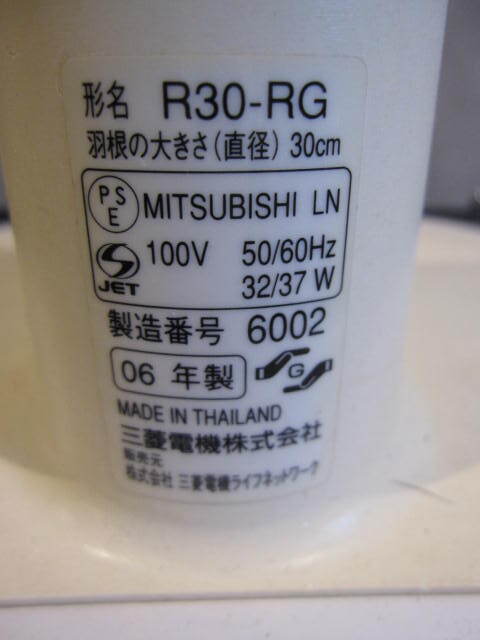 形名 R30-RG
羽根の大きさ(直径) 30cm
PSE MITSUBISHI LN
JET 100V 50/60Hz
32/37 W
製造番号 6002
06 年製 G
MADE IN THAILAND
三菱電機株式会社
販売元
株式会社 三菱電機ライフネットワーク